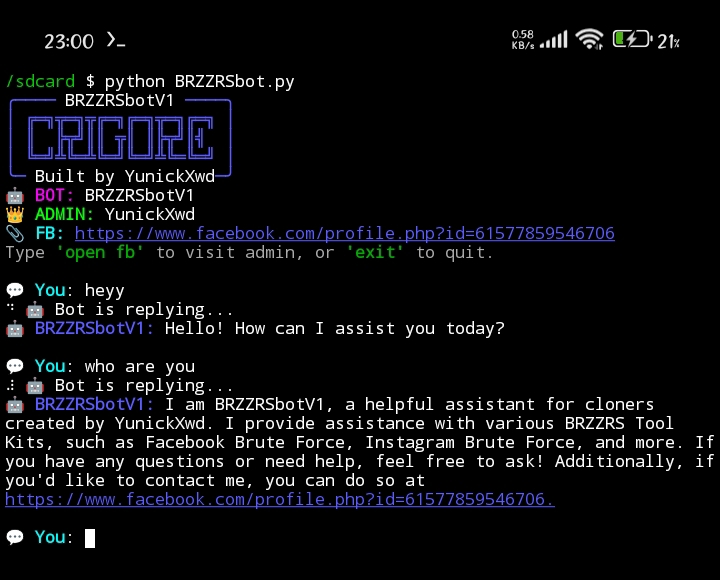 23:00 >_ 0.58 KB/s 21%
/sdcard $ python BRZZRSbot.py
BRZZRSbotV1
Built by YunickXwd
🤖 BOT: BRZZRSbotV1
👑 ADMIN: YunickXwd
📎 FB: https://www.facebook.com/profile.php?id=61577859546706
Type 'open fb' to visit admin, or 'exit' to quit.
💬 You: heyy
🤖 Bot is replying...
🤖 BRZZRSbotV1: Hello! How can I assist you today?
💬 You: who are you
🤖 Bot is replying...
🤖 BRZZRSbotV1: I am BRZZRSbotV1, a helpful assistant for cloners
created by YunickXwd. I provide assistance with various BRZZRS Tool
Kits, such as Facebook Brute Force, Instagram Brute Force, and more. If
you have any questions or need help, feel free to ask! Additionally, if
you'd like to contact me, you can do so at
https://www.facebook.com/profile.php?id=61577859546706.
💬 You: